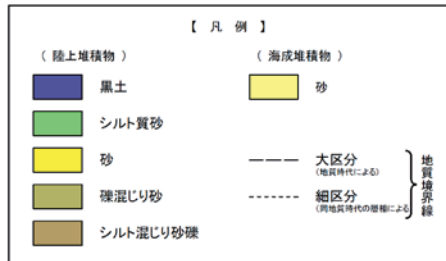 【 凡 例 】
（ 陸上堆積物 ）
（ 海成堆積物 ）
黒土
砂
シルト質砂
砂
大区分
(地質時代による)
礫混じり砂
細区分
(同地質時代の層相による
シルト混じり砂礫
地質境界線